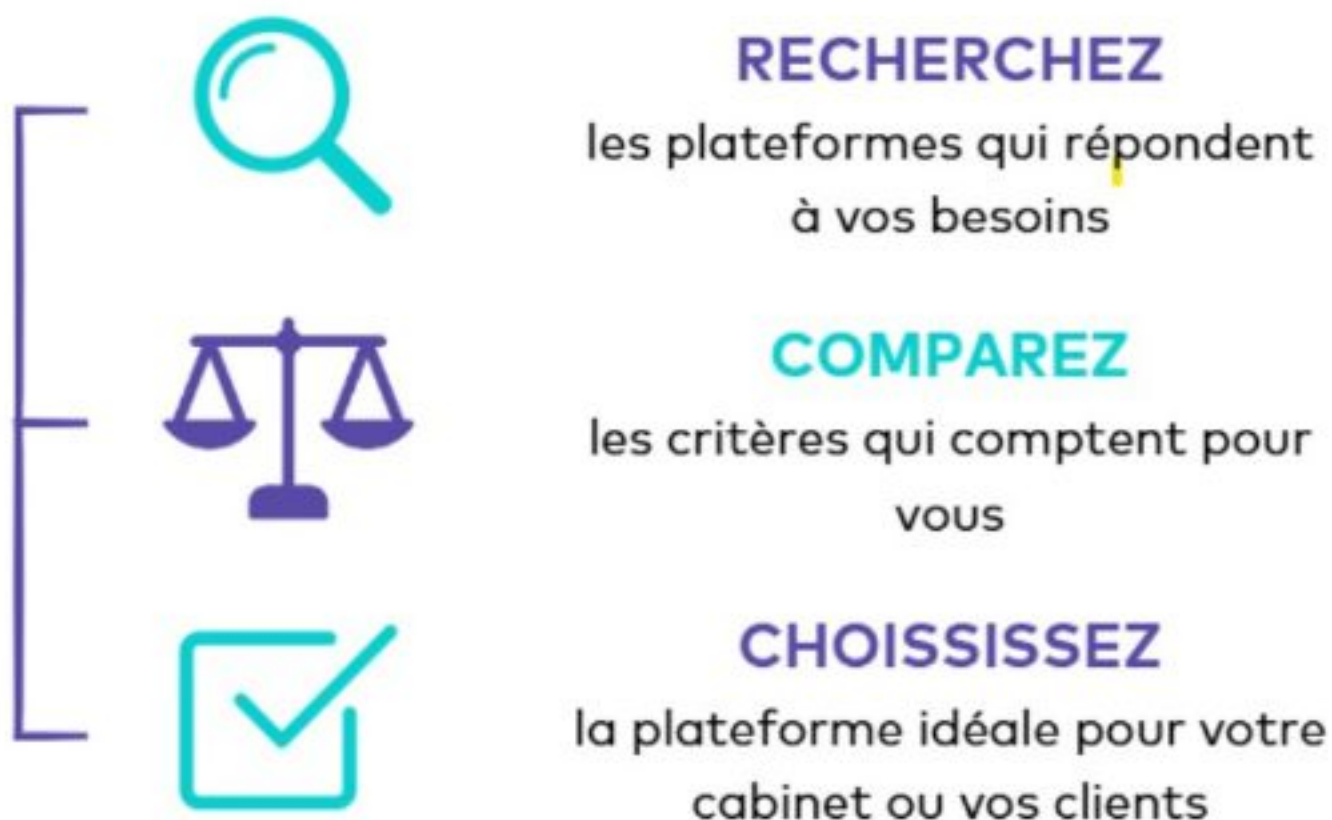 RECHERCHEZ
les plateformes qui répondent
à vos besoins
COMPAREZ
les critères qui comptent pour
vous
CHOISSISSEZ
la plateforme idéale pour votre
cabinet ou vos clients